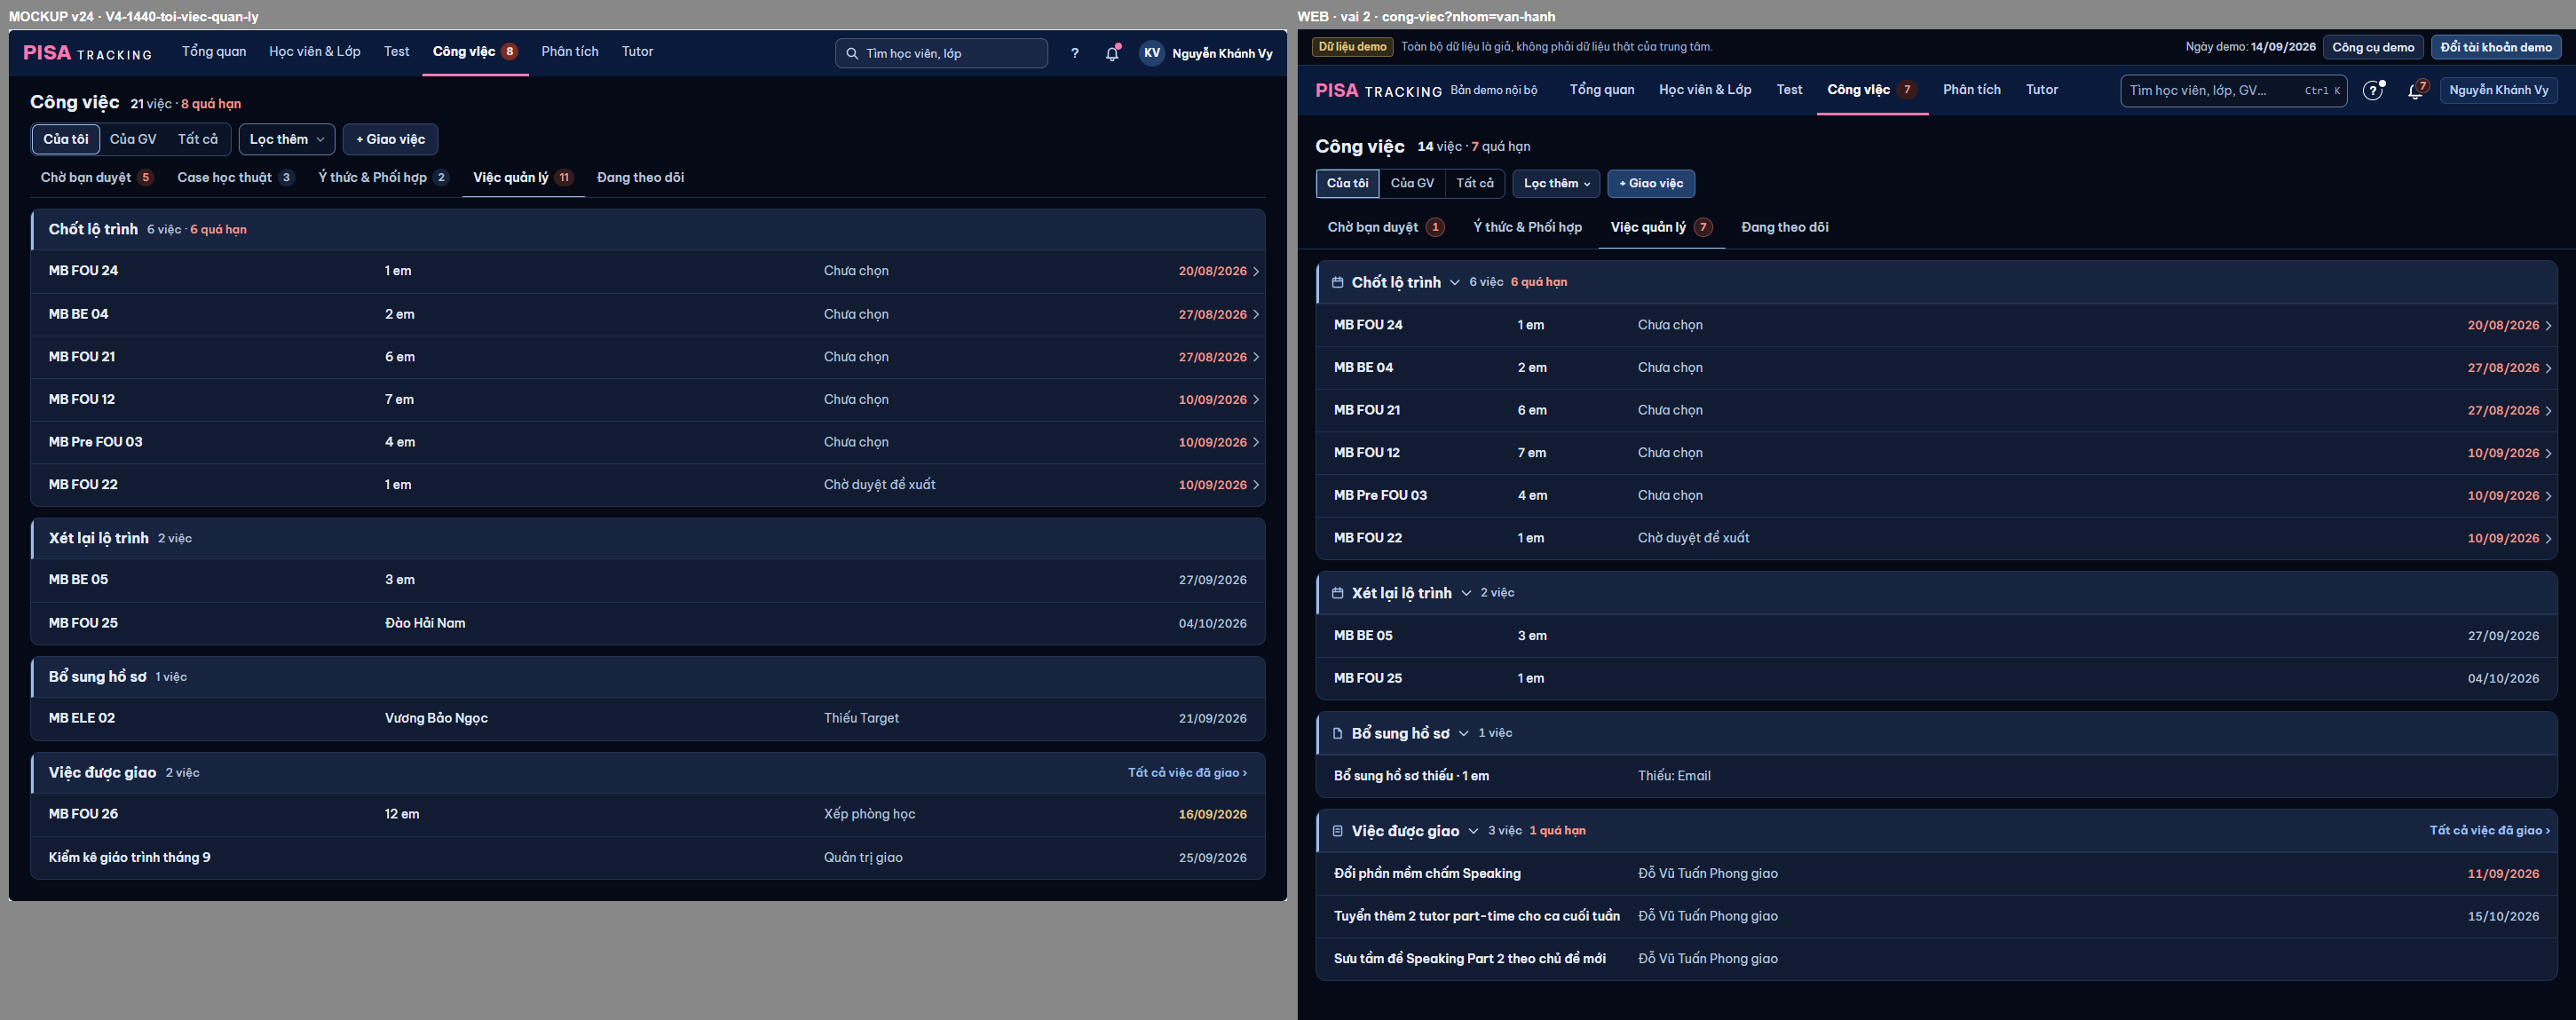 MOCKUP v24 · V4-1440-toi-viec-quan-ly
PISA TRACKING Tổng quan Học viên & Lớp Test Công việc 8 Phân tích Tutor Tìm học viên, lớp ? KV Nguyễn Khánh Vy
Công việc 21 việc · 8 quá hạn
Của tôi Của GV Tất cả Lọc thêm + Giao việc
Chờ bạn duyệt 5 Case học thuật 3 Ý thức & Phối hợp 2 Việc quản lý 11 Đang theo dõi
Chốt lộ trình 6 việc · 6 quá hạn
MB FOU 24 1 em Chưa chọn 20/08/2026
MB BE 04 2 em Chưa chọn 27/08/2026
MB FOU 21 6 em Chưa chọn 27/08/2026
MB FOU 12 7 em Chưa chọn 10/09/2026
MB Pre FOU 03 4 em Chưa chọn 10/09/2026
MB FOU 22 1 em Chờ duyệt đề xuất 10/09/2026
Xét lại lộ trình 2 việc
MB BE 05 3 em 27/09/2026
MB FOU 25 Đào Hải Nam 04/10/2026
Bổ sung hồ sơ 1 việc
MB ELE 02 Vương Bảo Ngọc Thiếu Target 21/09/2026
Việc được giao 2 việc Tất cả việc đã giao ›
MB FOU 26 12 em Xếp phòng học 16/09/2026
Kiểm kê giáo trình tháng 9 Quản trị giao 25/09/2026
WEB · vai 2 · cong-viec?nhom=van-hanh
Dữ liệu demo Toàn bộ dữ liệu là giả, không phải dữ liệu thật của trung tâm. Ngày demo: 14/09/2026 Công cụ demo Đổi tài khoản demo
PISA TRACKING Bản demo nội bộ Tổng quan Học viên & Lớp Test Công việc 7 Phân tích Tutor Tìm học viên, lớp, GV... Ctrl K ? 7 Nguyễn Khánh Vy
Công việc 14 việc · 7 quá hạn
Của tôi Của GV Tất cả Lọc thêm + Giao việc
Chờ bạn duyệt 1 Ý thức & Phối hợp Việc quản lý 7 Đang theo dõi
Chốt lộ trình 6 việc 6 quá hạn
MB FOU 24 1 em Chưa chọn 20/08/2026
MB BE 04 2 em Chưa chọn 27/08/2026
MB FOU 21 6 em Chưa chọn 27/08/2026
MB FOU 12 7 em Chưa chọn 10/09/2026
MB Pre FOU 03 4 em Chưa chọn 10/09/2026
MB FOU 22 1 em Chờ duyệt đề xuất 10/09/2026
Xét lại lộ trình 2 việc
MB BE 05 3 em 27/09/2026
MB FOU 25 1 em 04/10/2026
Bổ sung hồ sơ 1 việc
Bổ sung hồ sơ thiếu · 1 em Thiếu: Email
Việc được giao 3 việc 1 quá hạn Tất cả việc đã giao ›
Đổi phần mềm chấm Speaking Đỗ Vũ Tuấn Phong giao 11/09/2026
Tuyển thêm 2 tutor part-time cho ca cuối tuần Đỗ Vũ Tuấn Phong giao 15/10/2026
Sưu tầm đề Speaking Part 2 theo chủ đề mới Đỗ Vũ Tuấn Phong giao